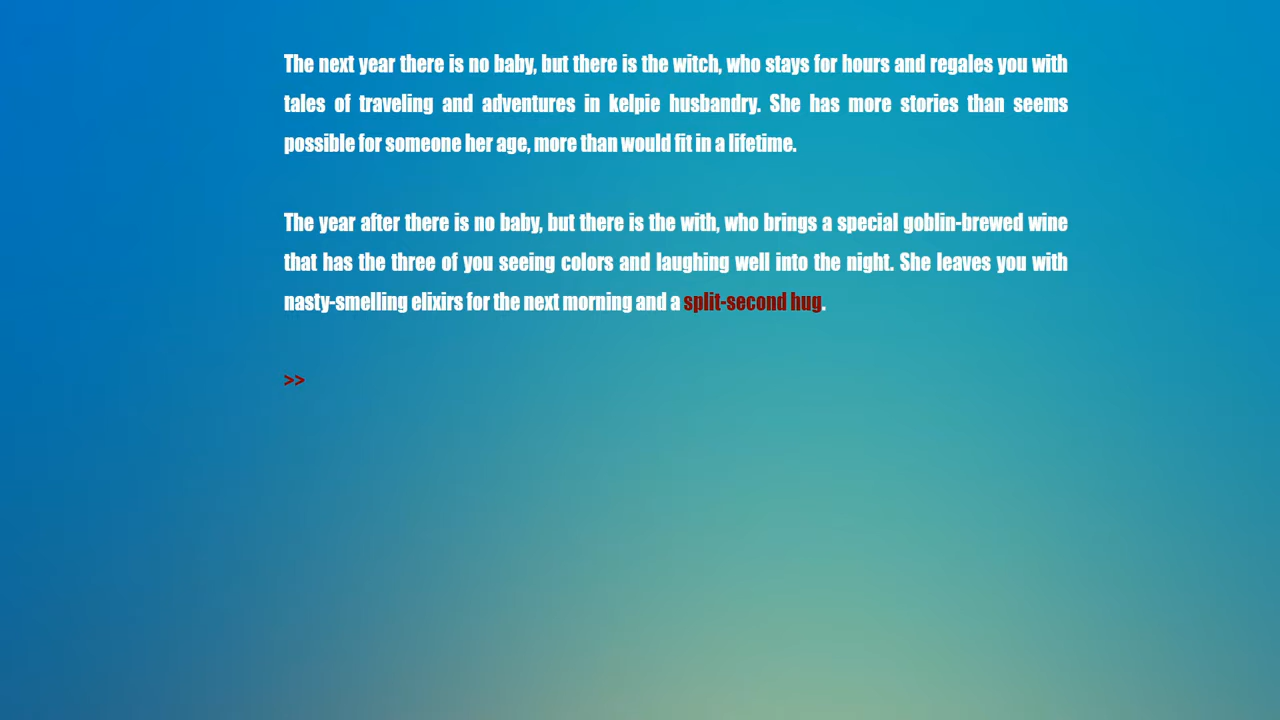 The next year there is no baby, but there is the witch, who stays for hours and regales you with
tales of traveling and adventures in kelpie husbandry. She has more stories than seems
possible for someone her age, more than would fit in a lifetime.
The year after there is no baby, but there is the with, who brings a special goblin-brewed wine
that has the three of you seeing colors and laughing well into the night. She leaves you with
nasty-smelling elixirs for the next morning and a split-second hug.
>>